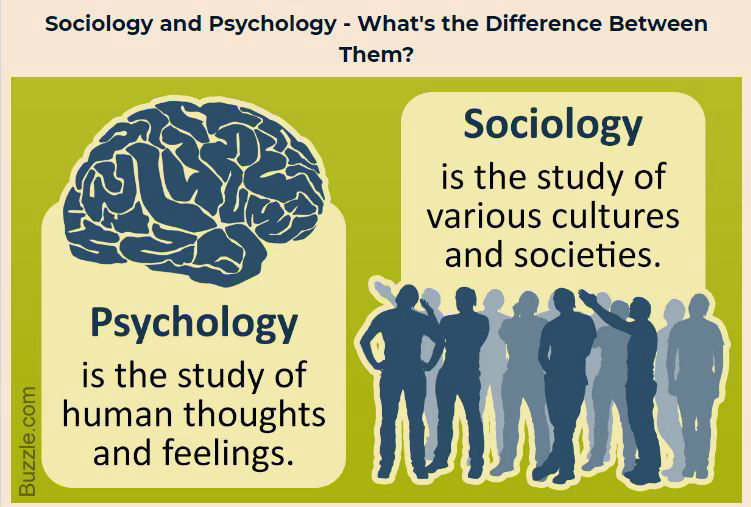 Sociology and Psychology - What's the Difference Between
Them?
Psychology
is the study of
human thoughts
and feelings.
Sociology
is the study of
various cultures
and societies.
Buzzle.com